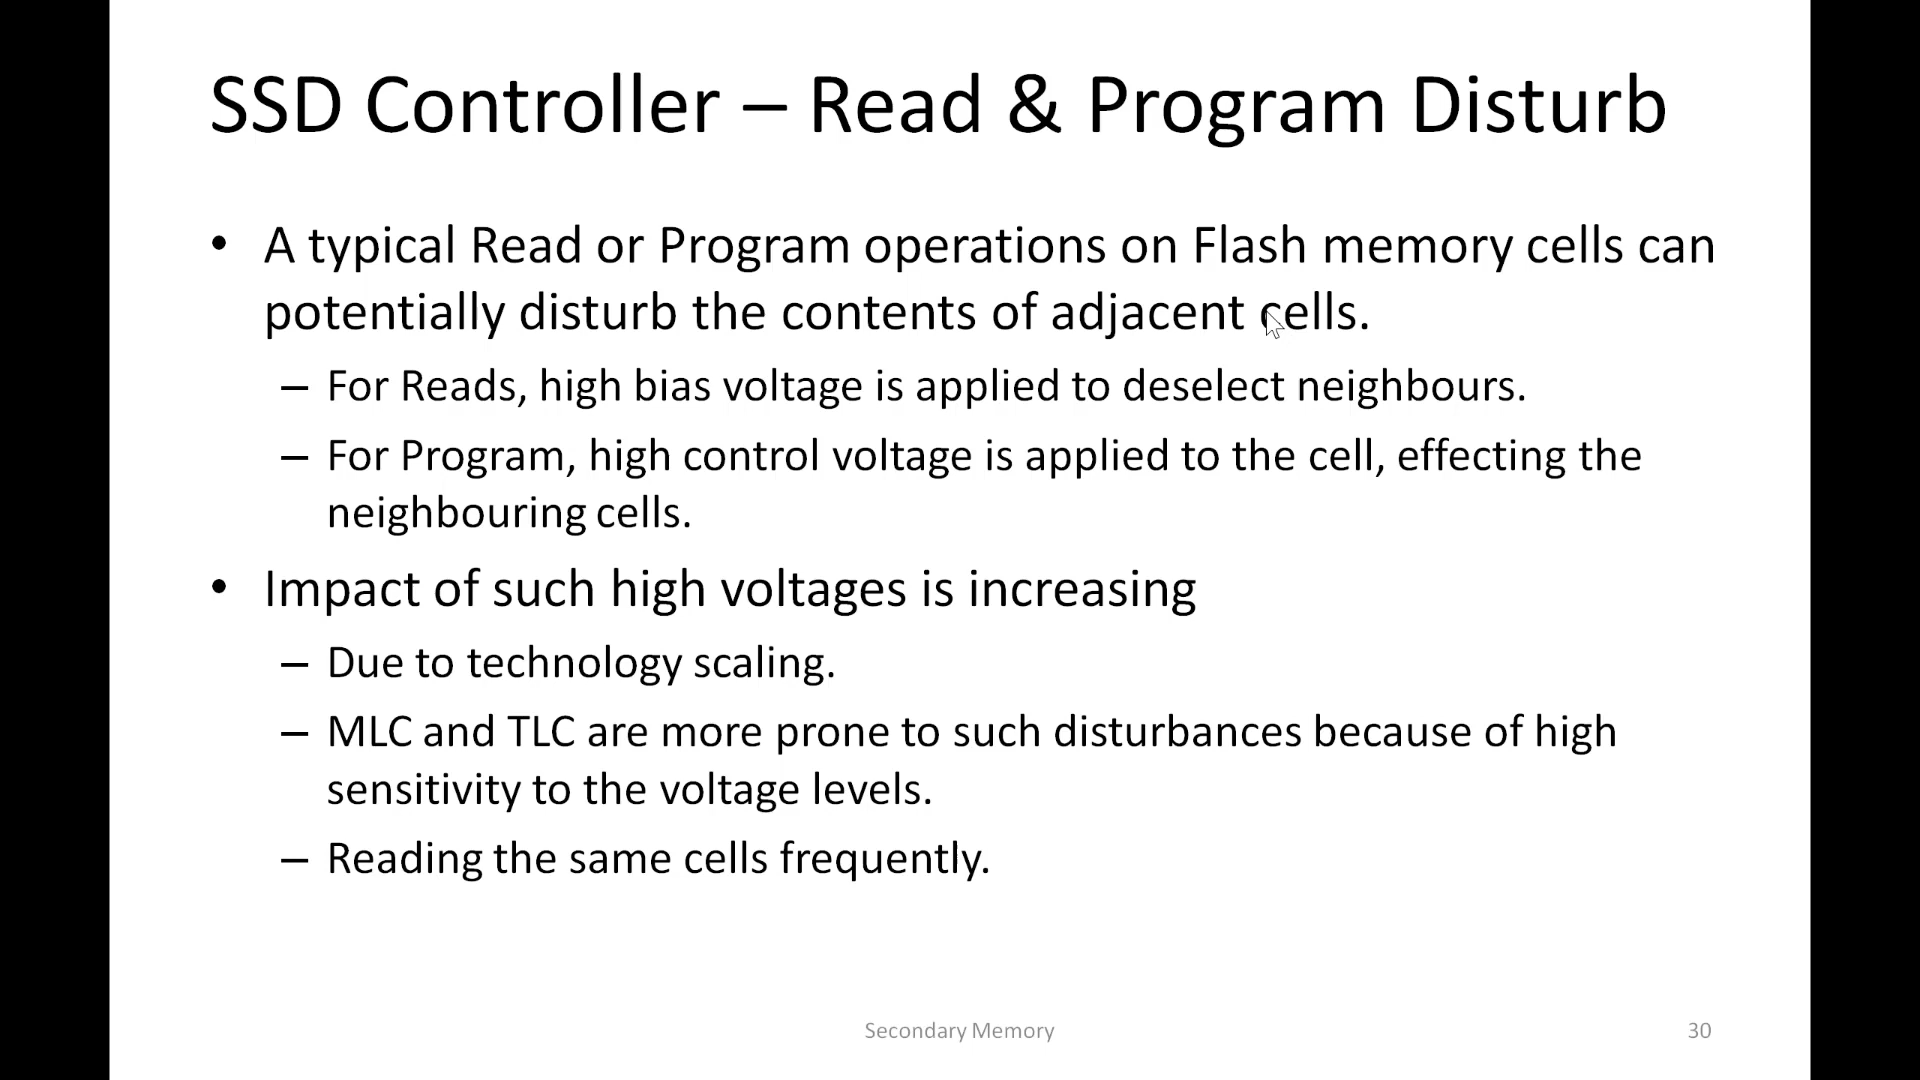 SSD Controller – Read & Program Disturb
• A typical Read or Program operations on Flash memory cells can
potentially disturb the contents of adjacent cells.
– For Reads, high bias voltage is applied to deselect neighbours.
– For Program, high control voltage is applied to the cell, effecting the
neighbouring cells.
• Impact of such high voltages is increasing
– Due to technology scaling.
– MLC and TLC are more prone to such disturbances because of high
sensitivity to the voltage levels.
– Reading the same cells frequently.
Secondary Memory
30